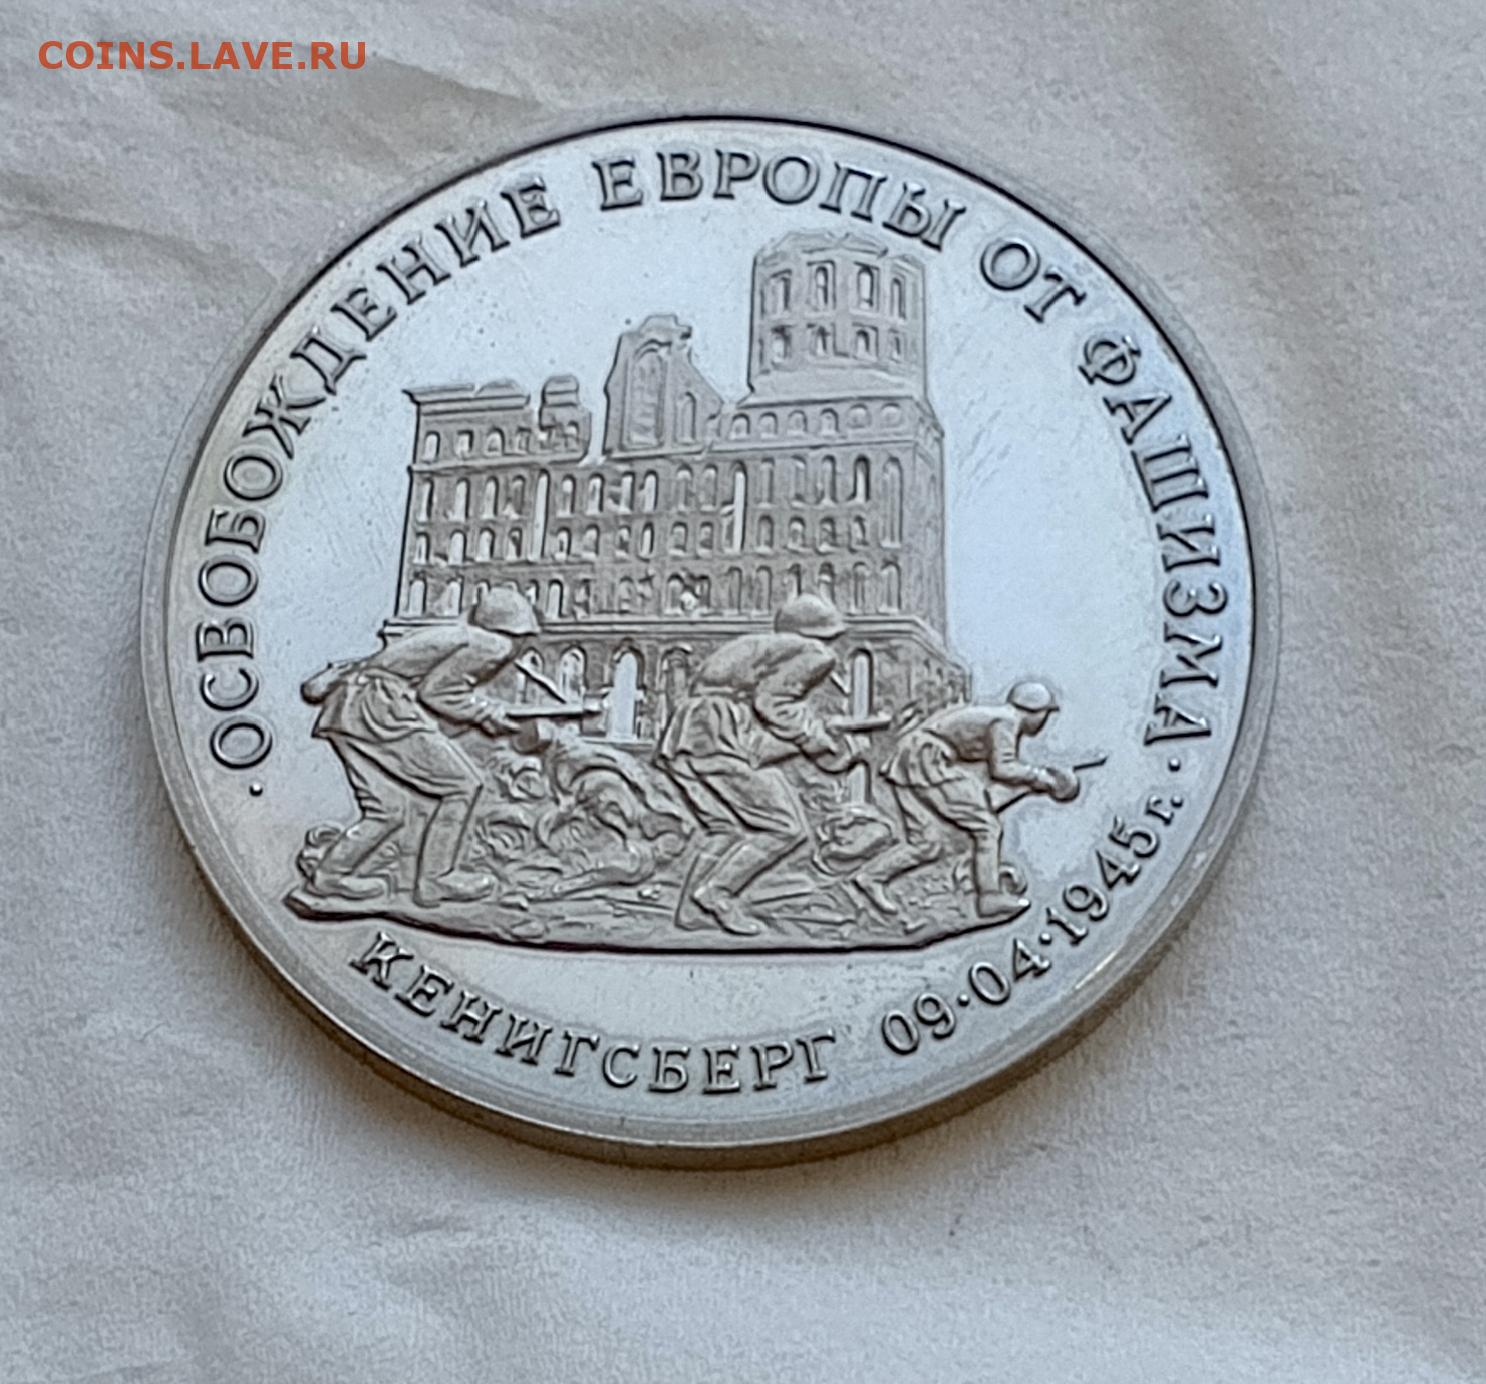 COINS.LAVE.RU
·ОСВОБОЖДЕНИЕ ЕВРОПЫ ОТ ФАШИЗМА·
КЕНИГСБЕРГ 09·04·1945г.